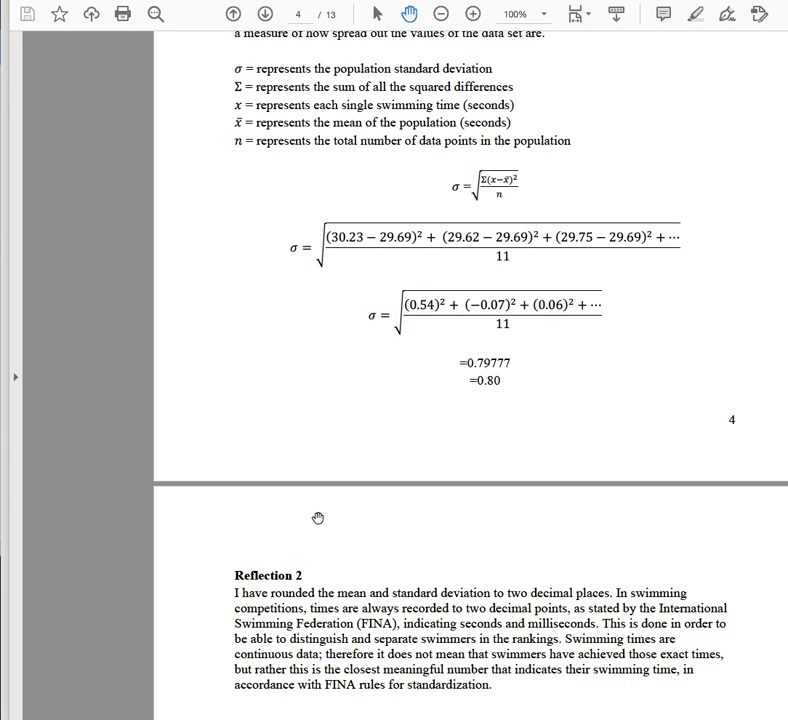 4 / 13 100%
a measure of how spread out the values of the data set are.
σ = represents the population standard deviation
Σ = represents the sum of all the squared differences
x = represents each single swimming time (seconds)
x̄ = represents the mean of the population (seconds)
n = represents the total number of data points in the population
σ = √(Σ(x−x̄)²/n)
σ = √((30.23 − 29.69)² + (29.62 − 29.69)² + (29.75 − 29.69)² + ⋯/11)
σ = √((0.54)² + (−0.07)² + (0.06)² + ⋯/11)
=0.79777
=0.80
4
Reflection 2
I have rounded the mean and standard deviation to two decimal places. In swimming
competitions, times are always recorded to two decimal points, as stated by the International
Swimming Federation (FINA), indicating seconds and milliseconds. This is done in order to
be able to distinguish and separate swimmers in the rankings. Swimming times are
continuous data; therefore it does not mean that swimmers have achieved those exact times,
but rather this is the closest meaningful number that indicates their swimming time, in
accordance with FINA rules for standardization.